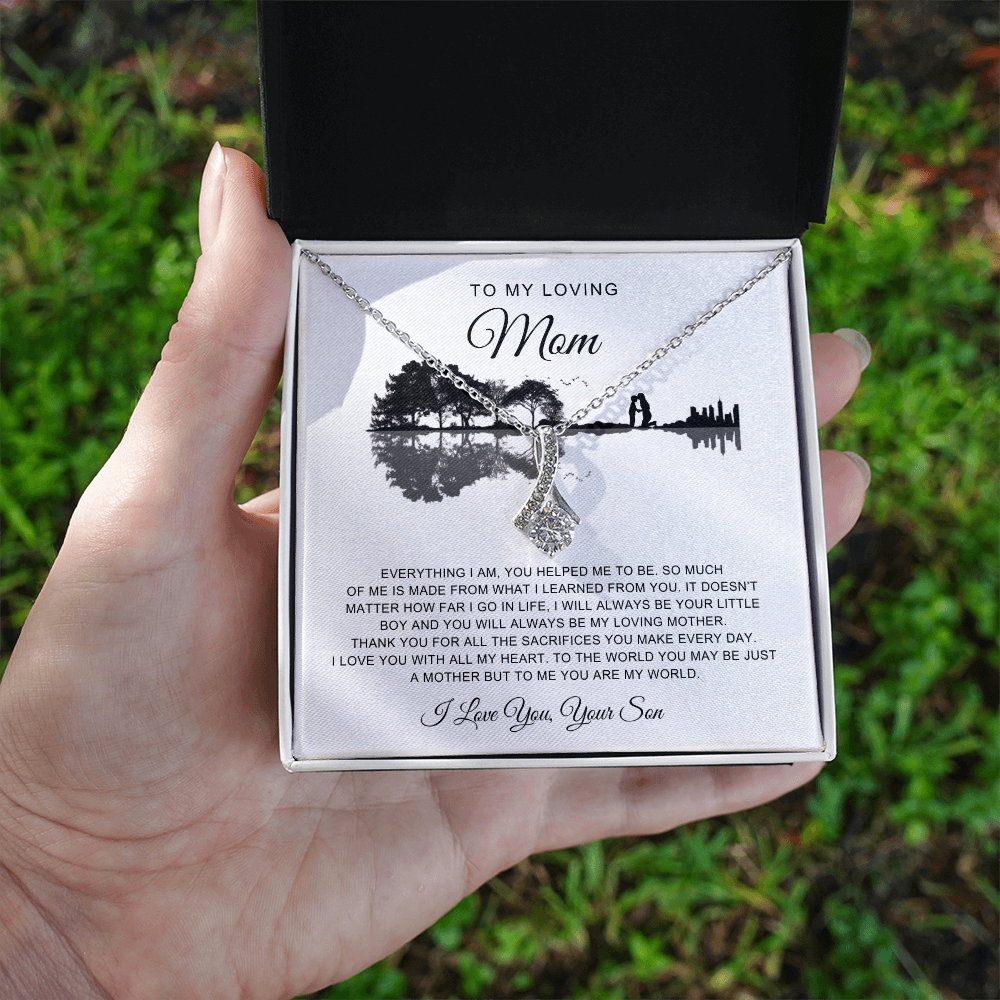 TO MY LOVING
Mom
EVERYTHING I AM, YOU HELPED ME TO BE. SO MUCH
OF ME IS MADE FROM WHAT I LEARNED FROM YOU. IT DOESN'T
MATTER HOW FAR I GO IN LIFE, I WILL ALWAYS BE YOUR LITTLE
BOY AND YOU WILL ALWAYS BE MY LOVING MOTHER.
THANK YOU FOR ALL THE SACRIFICES YOU MAKE EVERY DAY.
I LOVE YOU WITH ALL MY HEART. TO THE WORLD YOU MAY BE JUST
A MOTHER BUT TO ME YOU ARE MY WORLD.
I Love You, Your Son